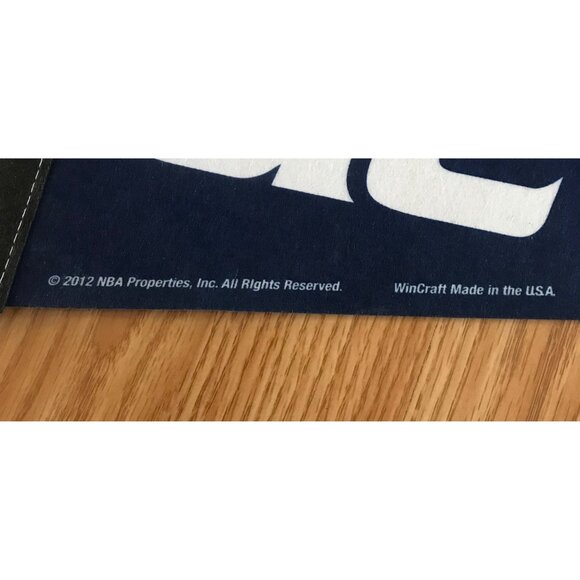 © 2012 NBA Properties, Inc. All Rights Reserved. WinCraft Made in the U.S.A.